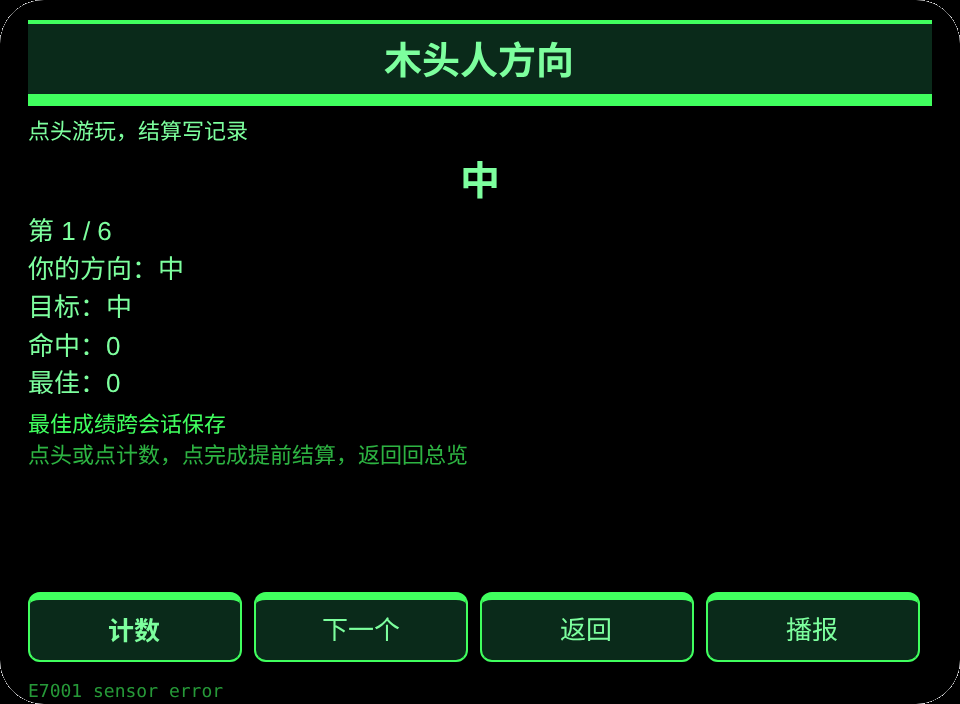 木头人方向
点头游玩，结算写记录
中
第 1 / 6
你的方向：中
目标：中
命中：0
最佳：0
最佳成绩跨会话保存
点头或点计数，点完成提前结算，返回回总览
计数
下一个
返回
播报
E7001 sensor error